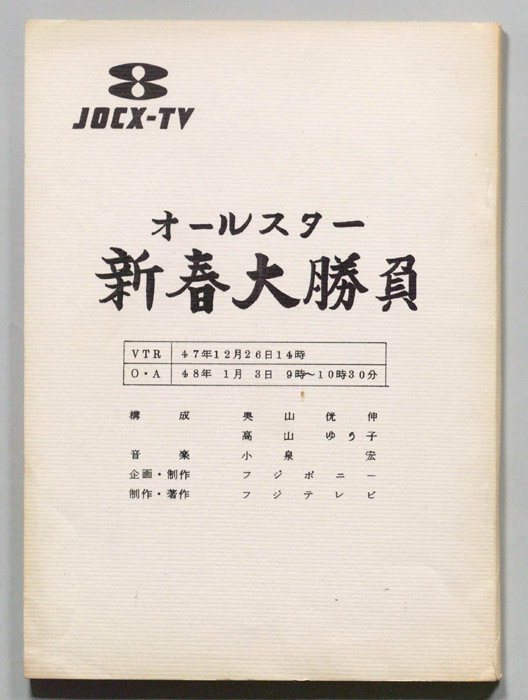 8
JOCX-TV
オールスター
新春大勝負
VTR 47年12月26日14時
O・A 48年 1月 3日 9時〜10時30分
構成 奥山侊伸
高山ゆう子
音楽 小泉宏
企画・制作 フジポニー
制作・著作 フジテレビ